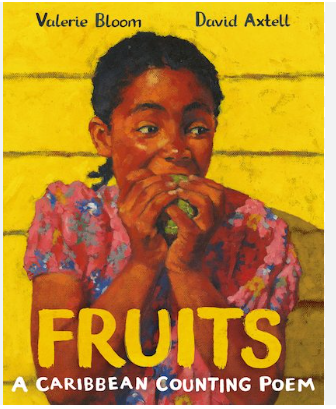 Valerie Bloom David Axtell
FRUITS
A CARIBBEAN COUNTING POEM